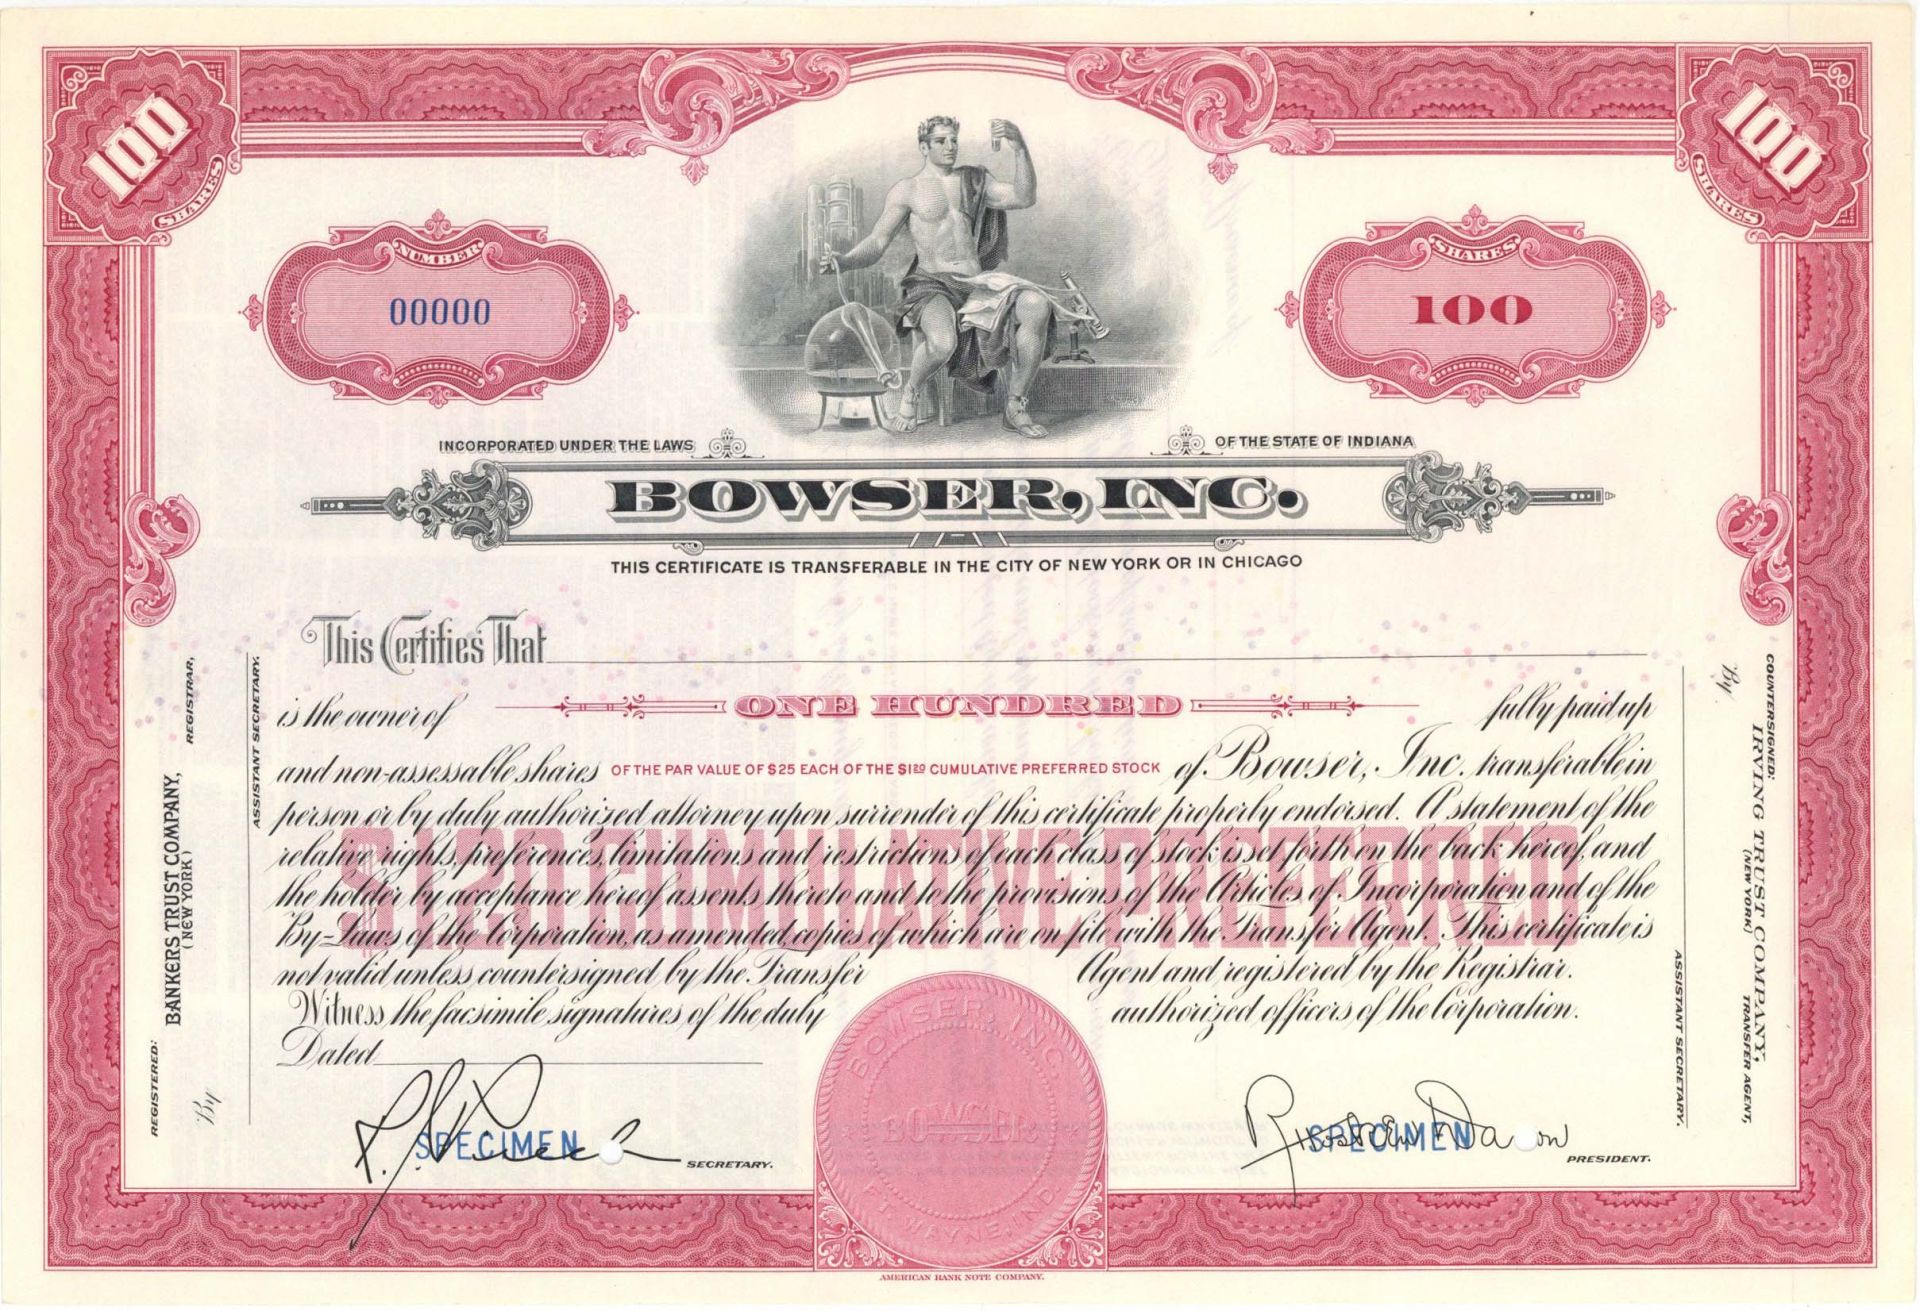 100
SHARES
100
SHARES
NUMBER
00000
SHARES
100
INCORPORATED UNDER THE LAWS OF THE STATE OF INDIANA
BOWSER, INC.
THIS CERTIFICATE IS TRANSFERABLE IN THE CITY OF NEW YORK OR IN CHICAGO
This Certifies That
is the owner of ONE HUNDRED fully paid up
and non-assessable shares OF THE PAR VALUE OF $25 EACH OF THE $1.20 CUMULATIVE PREFERRED STOCK of Bowser, Inc. transferable in
person or by duly authorized attorney upon surrender of this certificate properly endorsed. A statement of the
relative rights, preferences, limitations and restrictions of each class of stock is set forth on the back hereof, and
the holder by acceptance hereof assents thereto and to the provisions of the Articles of Incorporation and of the
By-Laws of the Corporation, as amended, copies of which are on file with the Transfer Agent. This certificate is
not valid unless countersigned by the Transfer Agent and registered by the Registrar.
Witness the facsimile signatures of the duly authorized officers of the Corporation.
Dated
$1.20 CUMULATIVE PREFERRED
SPECIMEN
SECRETARY.
SPECIMEN
PRESIDENT.
BOWSER, INC.
BOWSER
FT. WAYNE, IND.
AMERICAN BANK NOTE COMPANY.
REGISTERED:
BANKERS TRUST COMPANY,
(NEW YORK)
REGISTRAR,
By
ASSISTANT SECRETARY.
COUNTERSIGNED:
IRVING TRUST COMPANY,
(NEW YORK)
TRANSFER AGENT,
By
ASSISTANT SECRETARY.